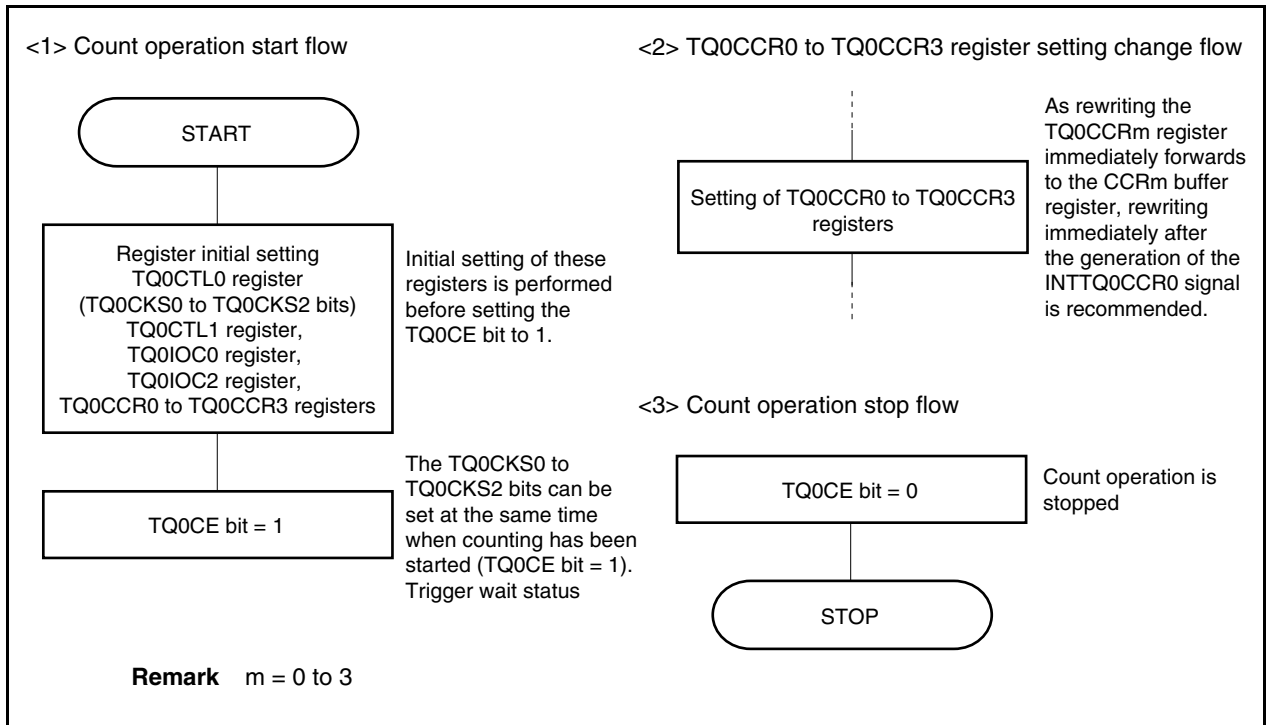 <1> Count operation start flow
START
Register initial setting
TQ0CTL0 register
(TQ0CKS0 to TQ0CKS2 bits)
TQ0CTL1 register,
TQ0IOC0 register,
TQ0IOC2 register,
TQ0CCR0 to TQ0CCR3 registers
Initial setting of these
registers is performed
before setting the
TQ0CE bit to 1.
TQ0CE bit = 1
The TQ0CKS0 to
TQ0CKS2 bits can be
set at the same time
when counting has been
started (TQ0CE bit = 1).
Trigger wait status
<2> TQ0CCR0 to TQ0CCR3 register setting change flow
Setting of TQ0CCR0 to TQ0CCR3
registers
As rewriting the
TQ0CCRm register
immediately forwards
to the CCRm buffer
register, rewriting
immediately after
the generation of the
INTTQ0CCR0 signal
is recommended.
<3> Count operation stop flow
TQ0CE bit = 0
Count operation is
stopped
STOP
Remark m = 0 to 3